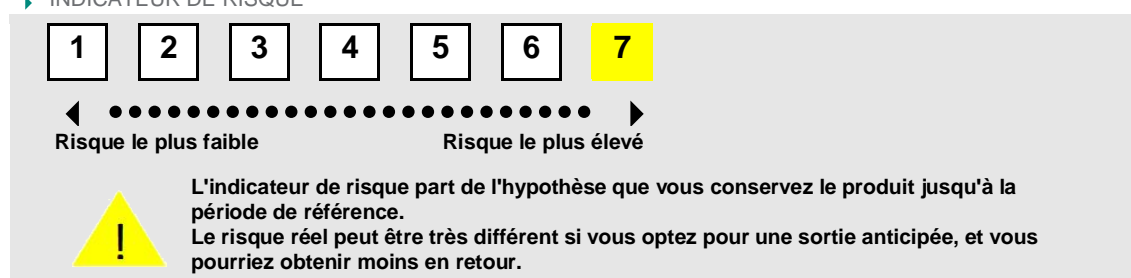 INDICATEUR DE RISQUE
1 2 3 4 5 6 7
Risque le plus faible Risque le plus élevé
L'indicateur de risque part de l'hypothèse que vous conservez le produit jusqu'à la
période de référence.
Le risque réel peut être très différent si vous optez pour une sortie anticipée, et vous
pourriez obtenir moins en retour.
!